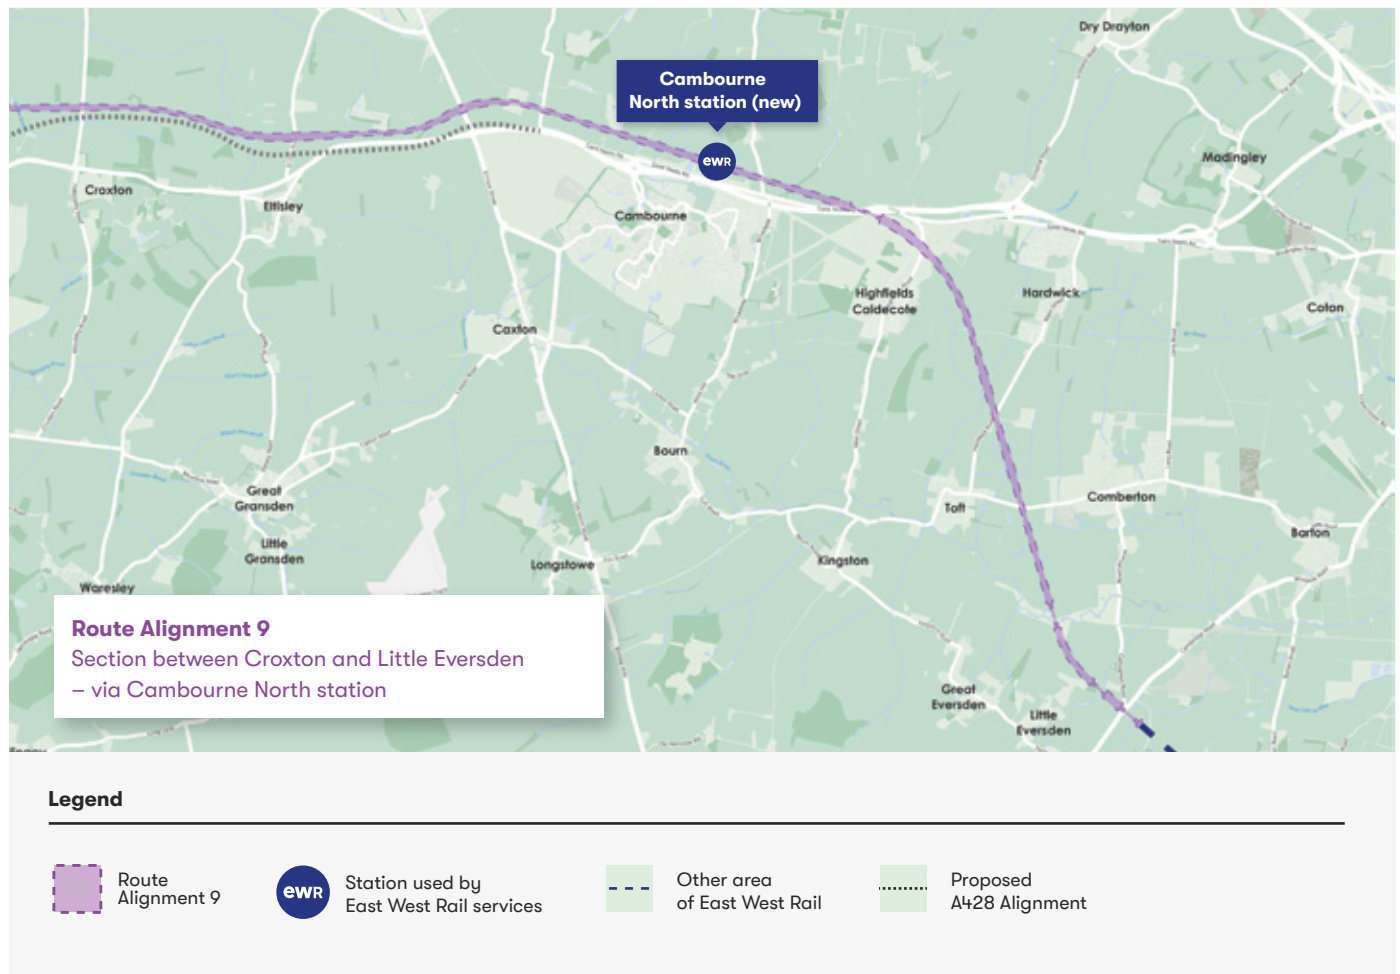 Dry Drayton
Cambourne
North station (new)
ewR
Madingley
Croxton
Eltisley
Cambourne
Highfields
Caldecote
Hardwick
Coton
Caxton
Bourn
Great
Gransden
Toft
Comberton
Barton
Little
Gransden
Longstowe
Kingston
Waresley
Route Alignment 9
Section between Croxton and Little Eversden
– via Cambourne North station
Great
Eversden
Little
Eversden
Legend
Route
Alignment 9
ewR
Station used by
East West Rail services
Other area
of East West Rail
Proposed
A428 Alignment